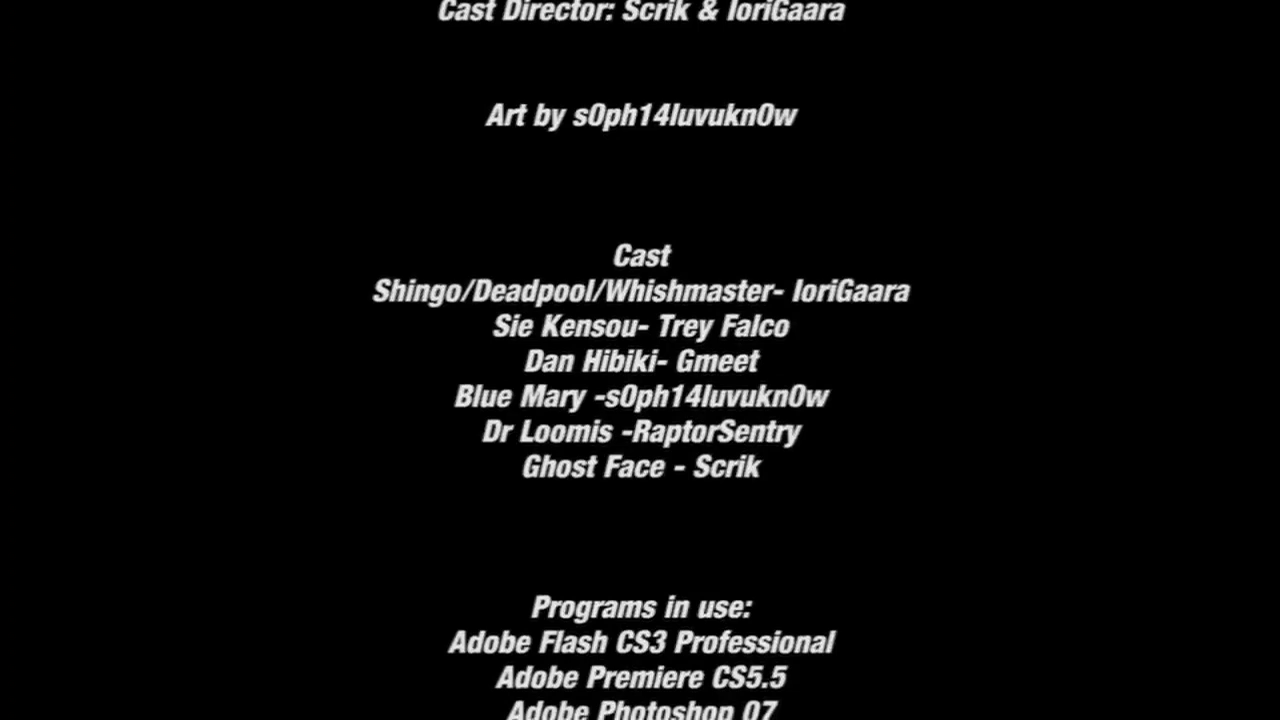 Cast Director: Scrik & IoriGaara
Art by s0ph14luvukn0w
Cast
Shingo/Deadpool/Whishmaster- IoriGaara
Sie Kensou- Trey Falco
Dan Hibiki- Gmeet
Blue Mary -s0ph14luvukn0w
Dr Loomis -RaptorSentry
Ghost Face - Scrik
Programs in use:
Adobe Flash CS3 Professional
Adobe Premiere CS5.5
Adobe Photoshop 07